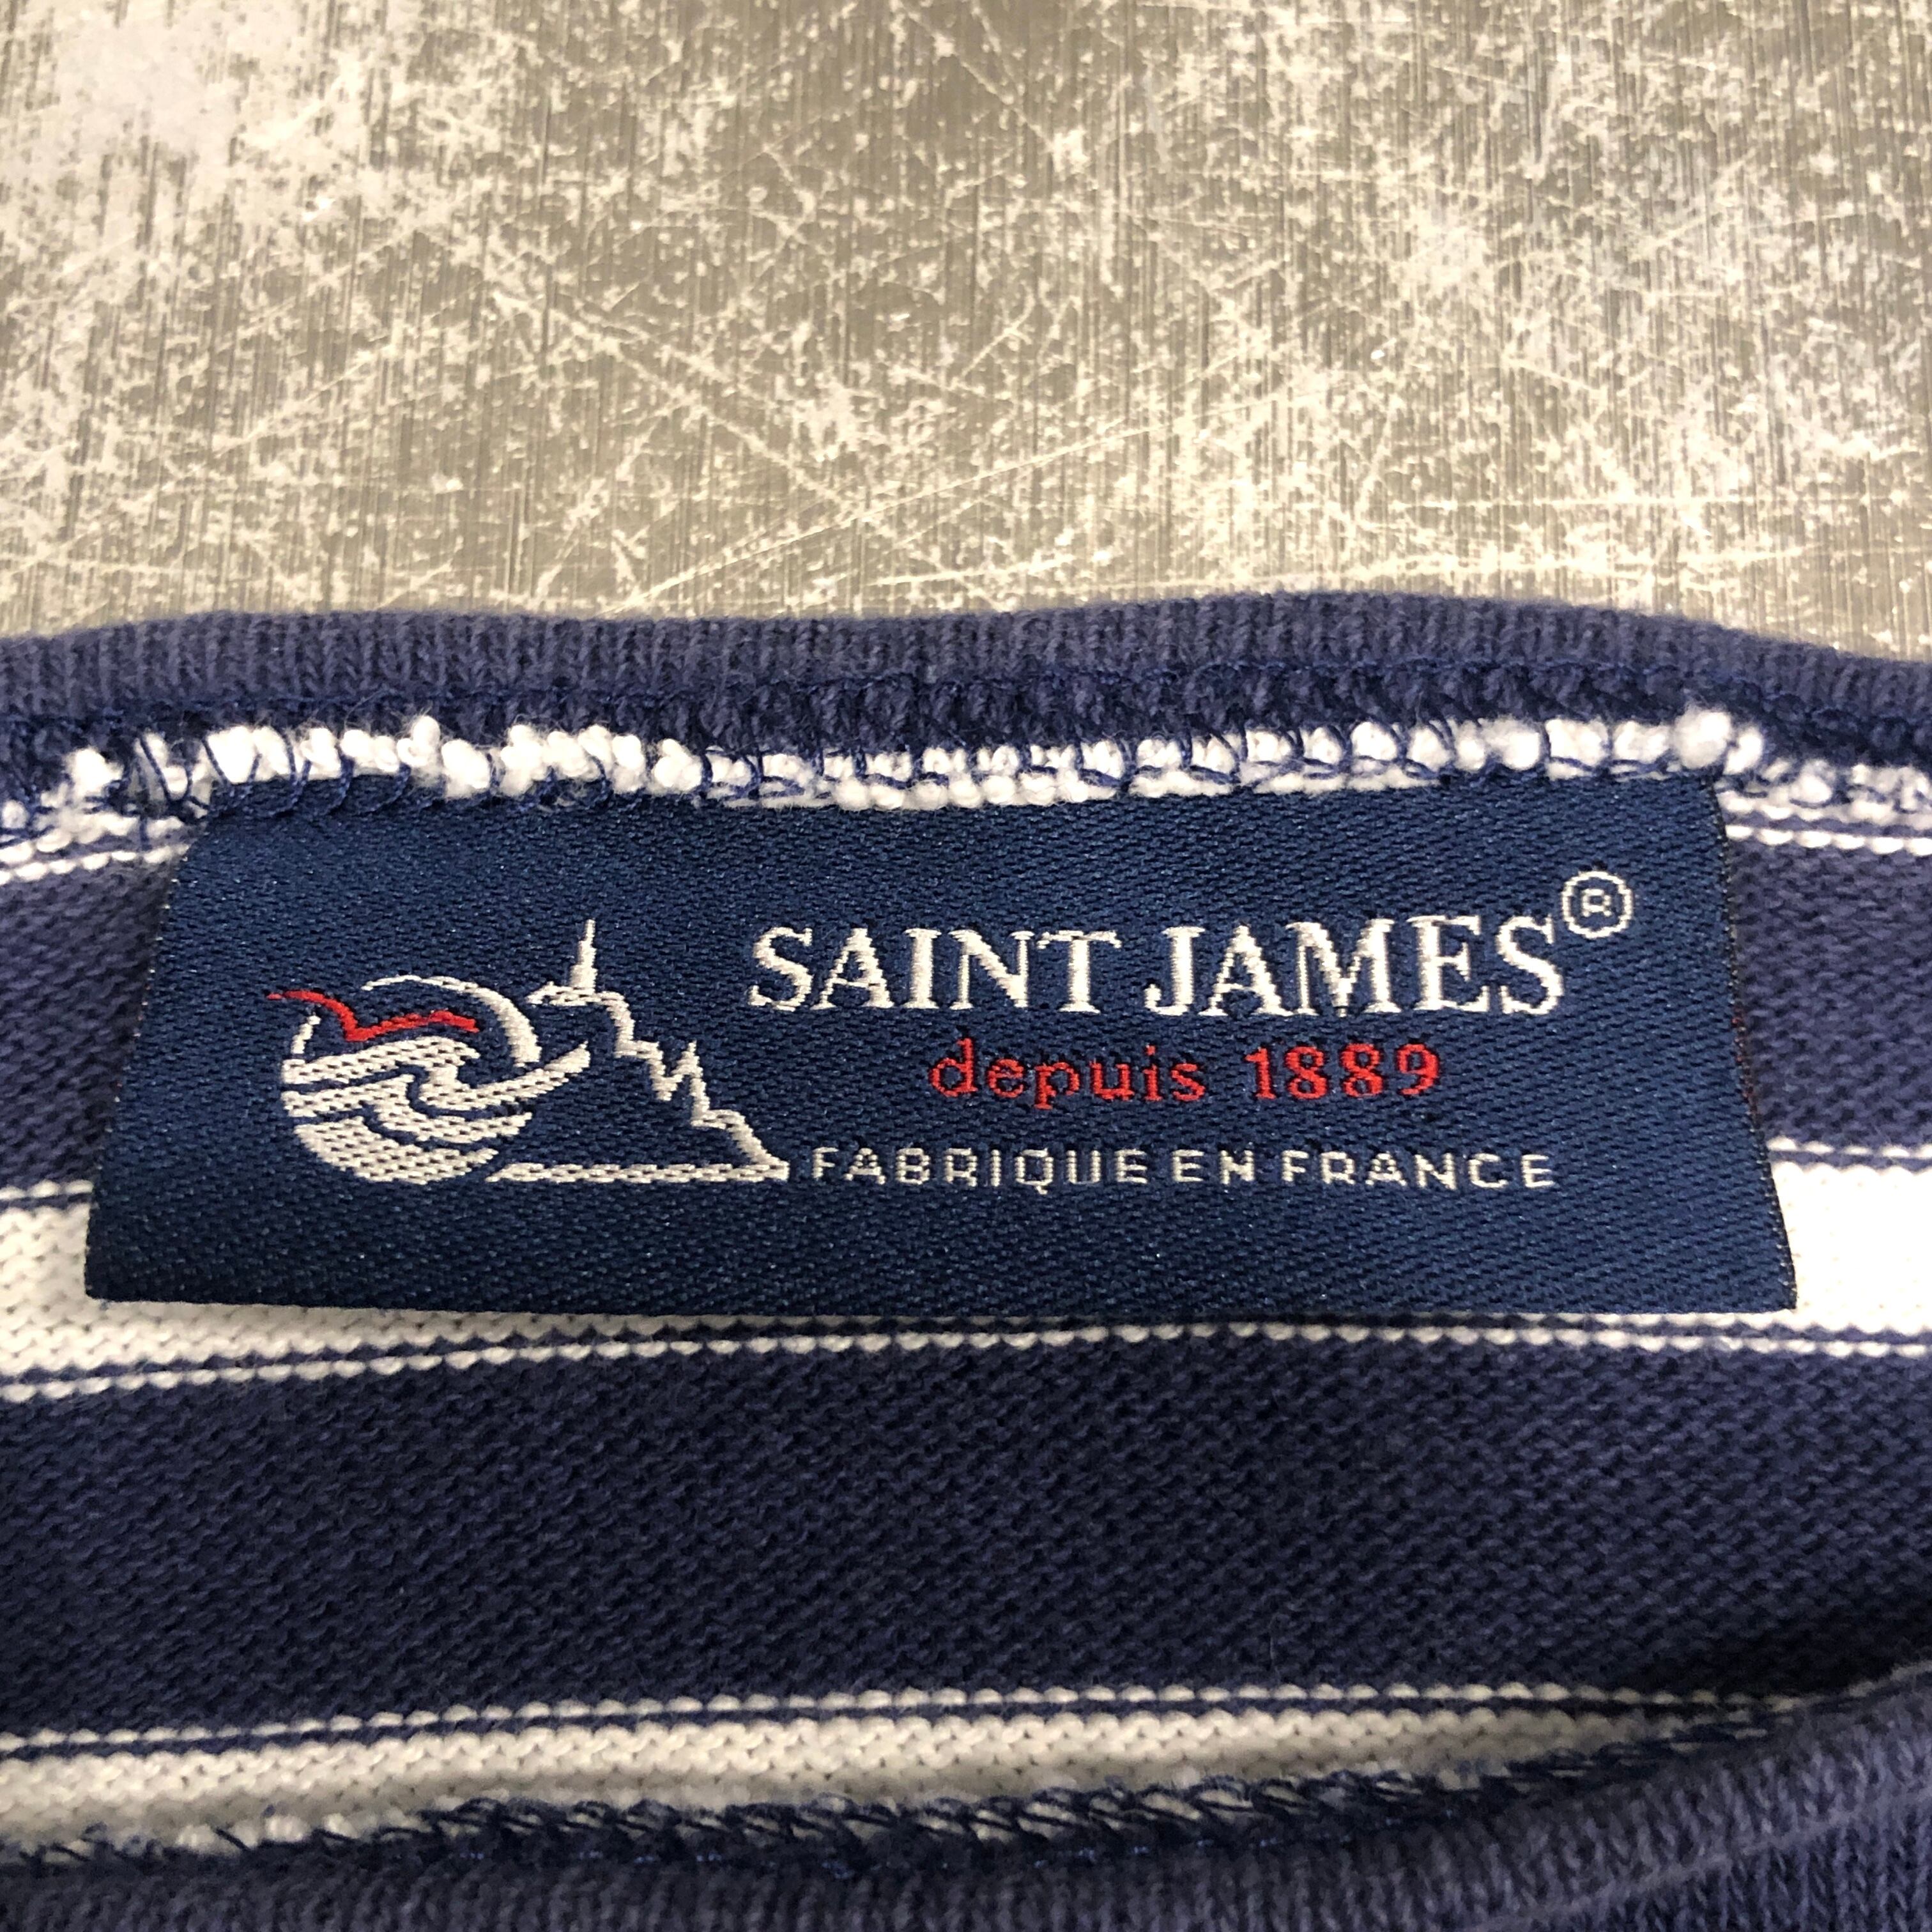 SAINT JAMES®
depuis 1889
FABRIQUE EN FRANCE